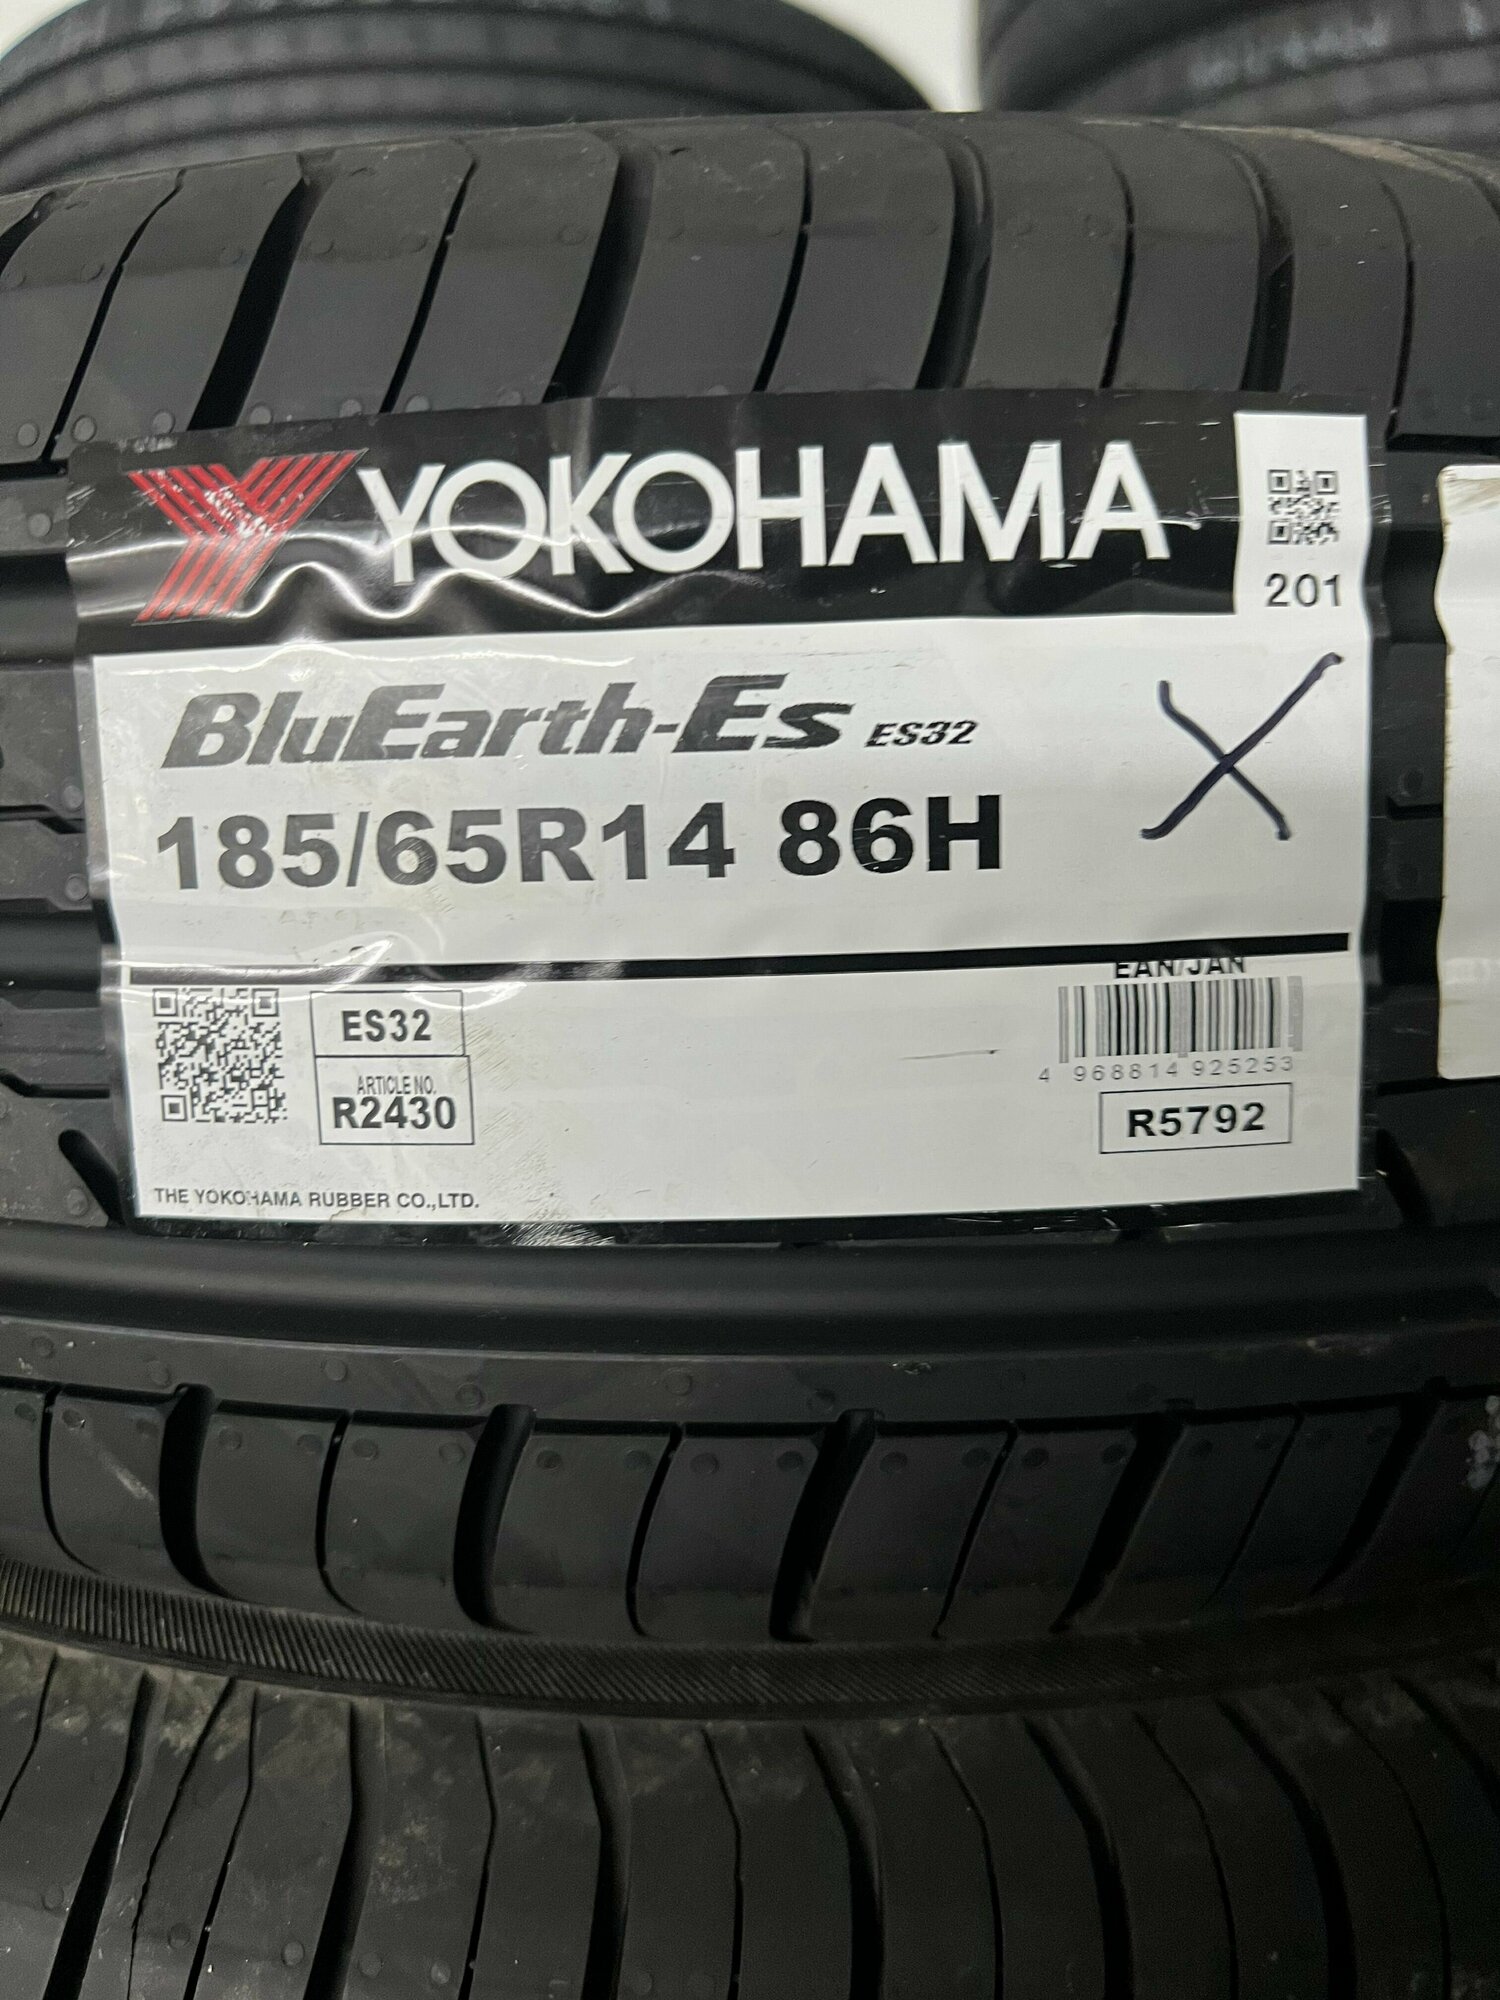 YOKOHAMA
201
BluEarth-Es ES32
185/65R14 86H
EAN/JAN
ES32
ARTICLE NO.
R2430
4 968814 925253
R5792
THE YOKOHAMA RUBBER CO.,LTD.